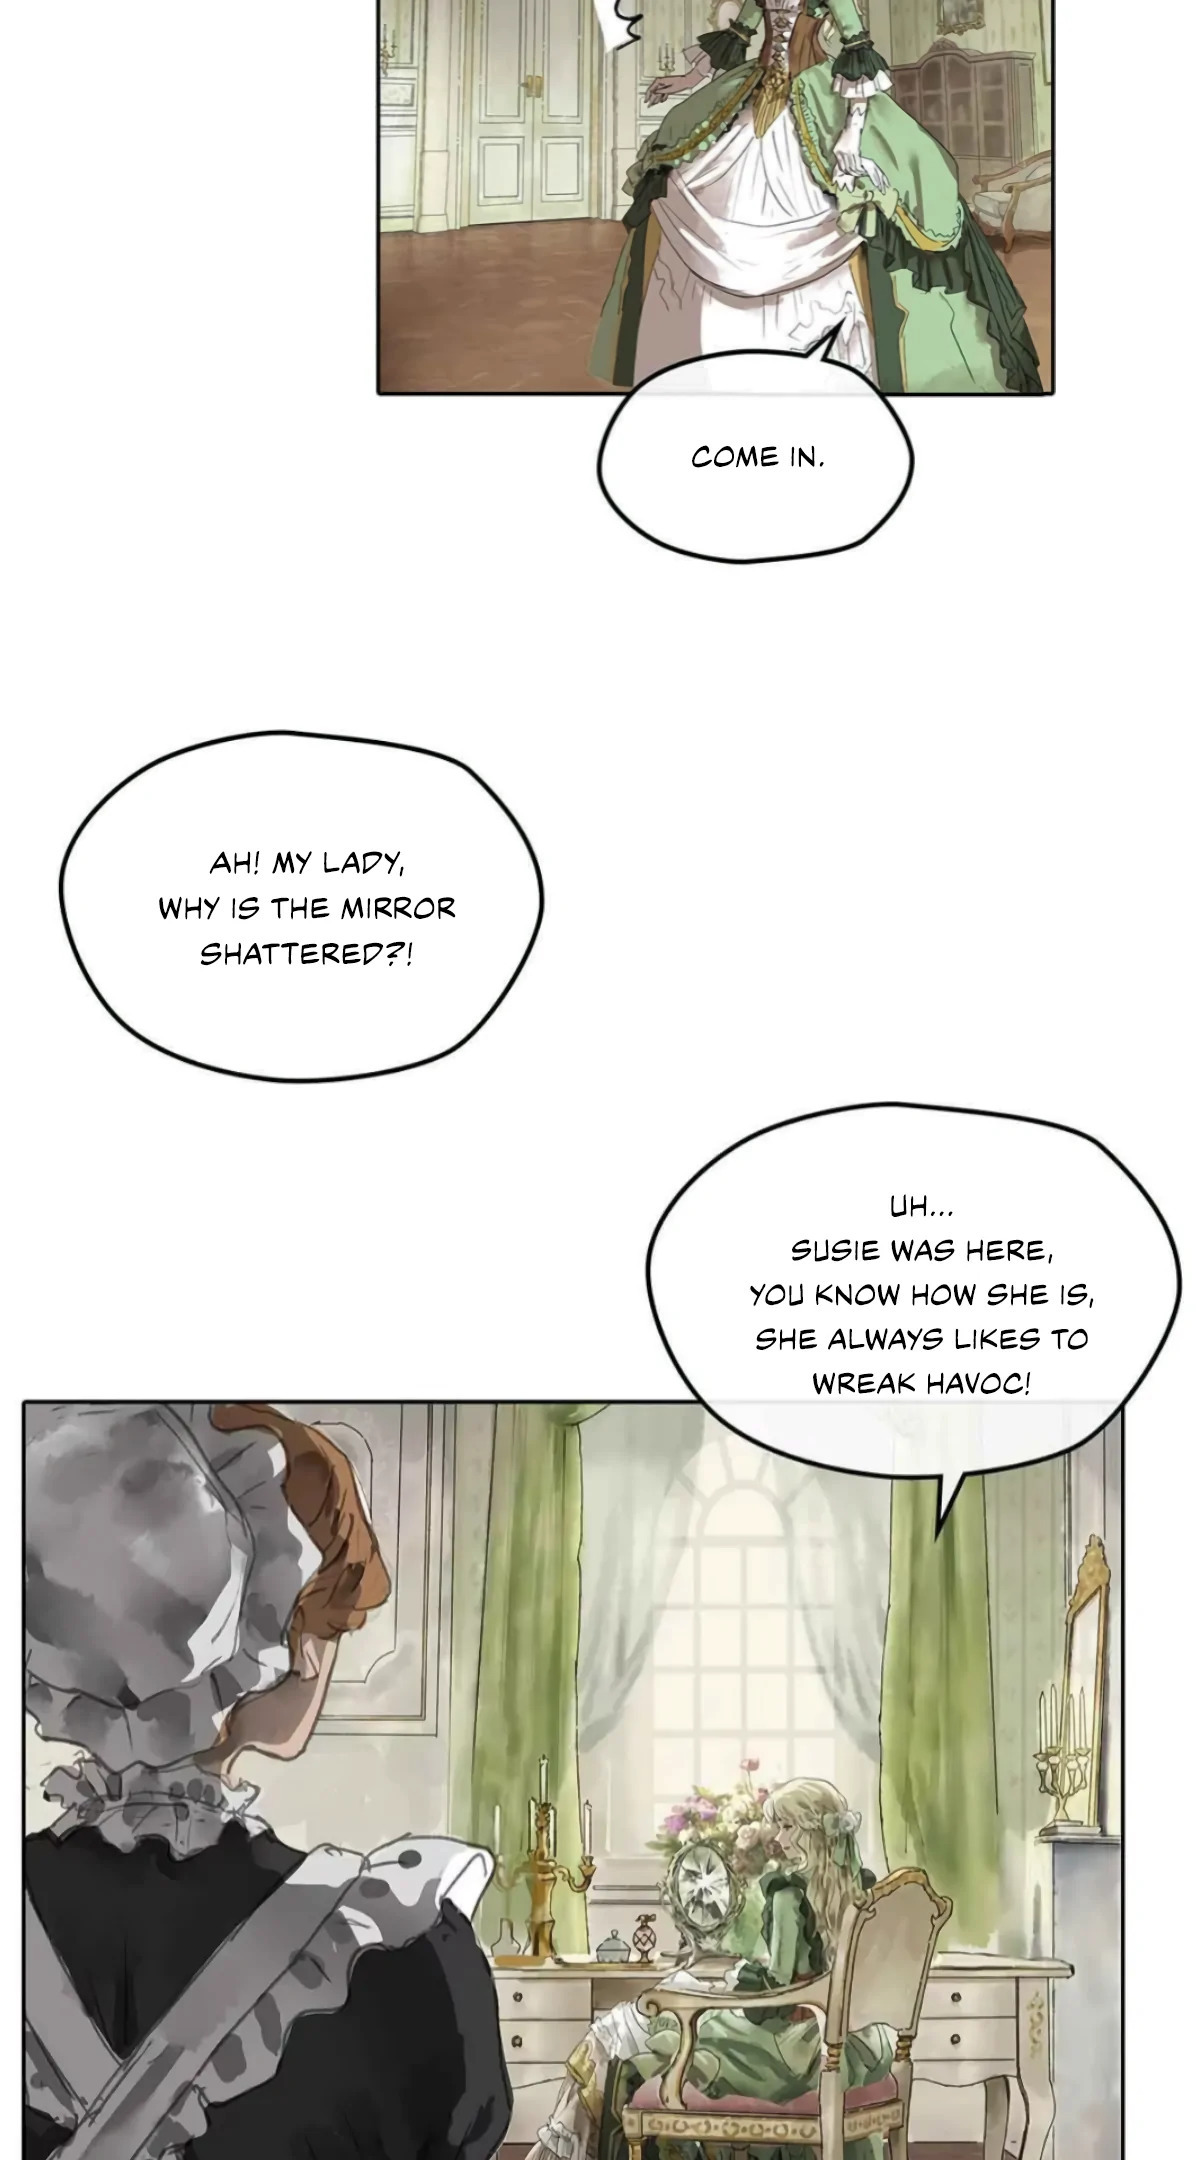 COME IN.
AH! MY LADY,
WHY IS THE MIRROR
SHATTERED?!
UH...
SUSIE WAS HERE,
YOU KNOW HOW SHE IS,
SHE ALWAYS LIKES TO
WREAK HAVOC!